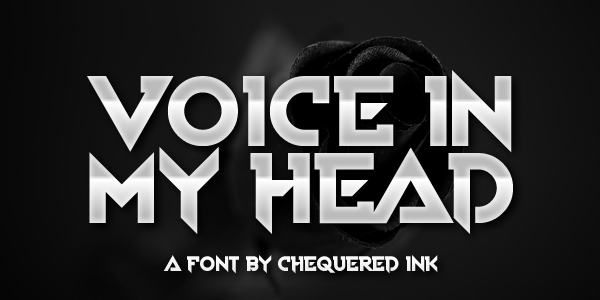 VOICE IN
MY HEAD
A FONT BY CHEQUERED INK